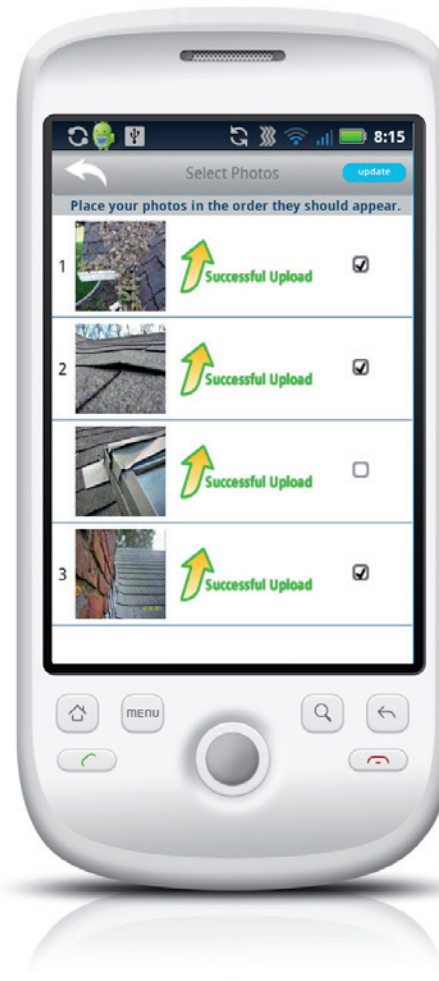 8:15
Select Photos
update
Place your photos in the order they should appear.
1
Successful Upload
2
Successful Upload
Successful Upload
3
Successful Upload
MENU